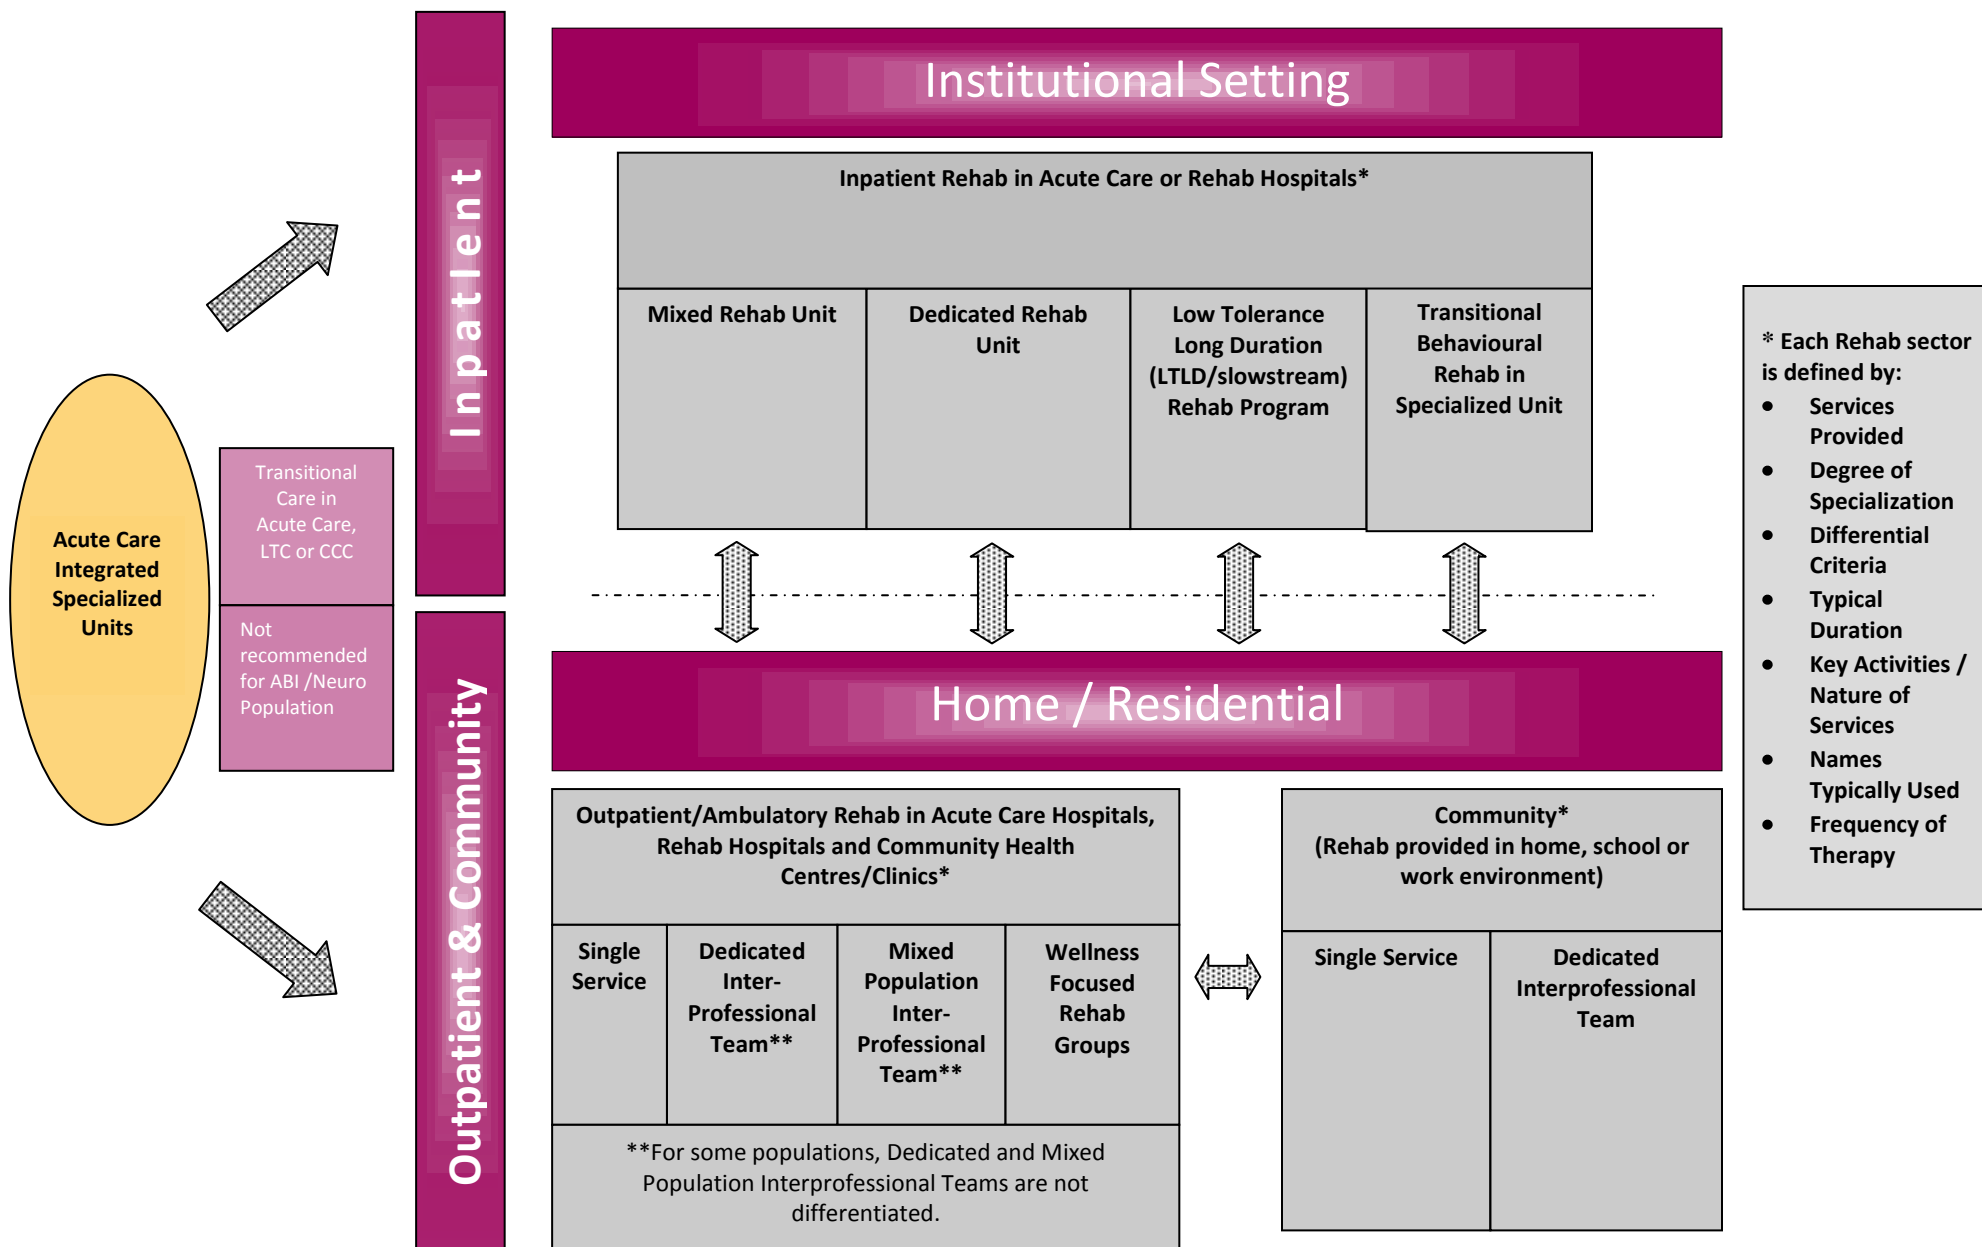 Institutional Setting
Inpatient
Inpatient Rehab in Acute Care or Rehab Hospitals*
Mixed Rehab Unit
Dedicated Rehab
Unit
Low Tolerance
Long Duration
(LTLD/slowstream)
Rehab Program
Transitional
Behavioural
Rehab in
Specialized Unit
Acute Care
Integrated
Specialized
Units
Transitional
Care in
Acute Care,
LTC or CCC
Not
recommended
for ABI /Neuro
Population
Outpatient & Community
Home / Residential
Outpatient/Ambulatory Rehab in Acute Care Hospitals,
Rehab Hospitals and Community Health
Centres/Clinics*
Single
Service
Dedicated
Inter-
Professional
Team**
Mixed
Population
Inter-
Professional
Team**
Wellness
Focused
Rehab
Groups
**For some populations, Dedicated and Mixed
Population Interprofessional Teams are not
differentiated.
Community*
(Rehab provided in home, school or
work environment)
Single Service
Dedicated
Interprofessional
Team
* Each Rehab sector
is defined by:
• Services
Provided
• Degree of
Specialization
• Differential
Criteria
• Typical
Duration
• Key Activities /
Nature of
Services
• Names
Typically Used
• Frequency of
Therapy